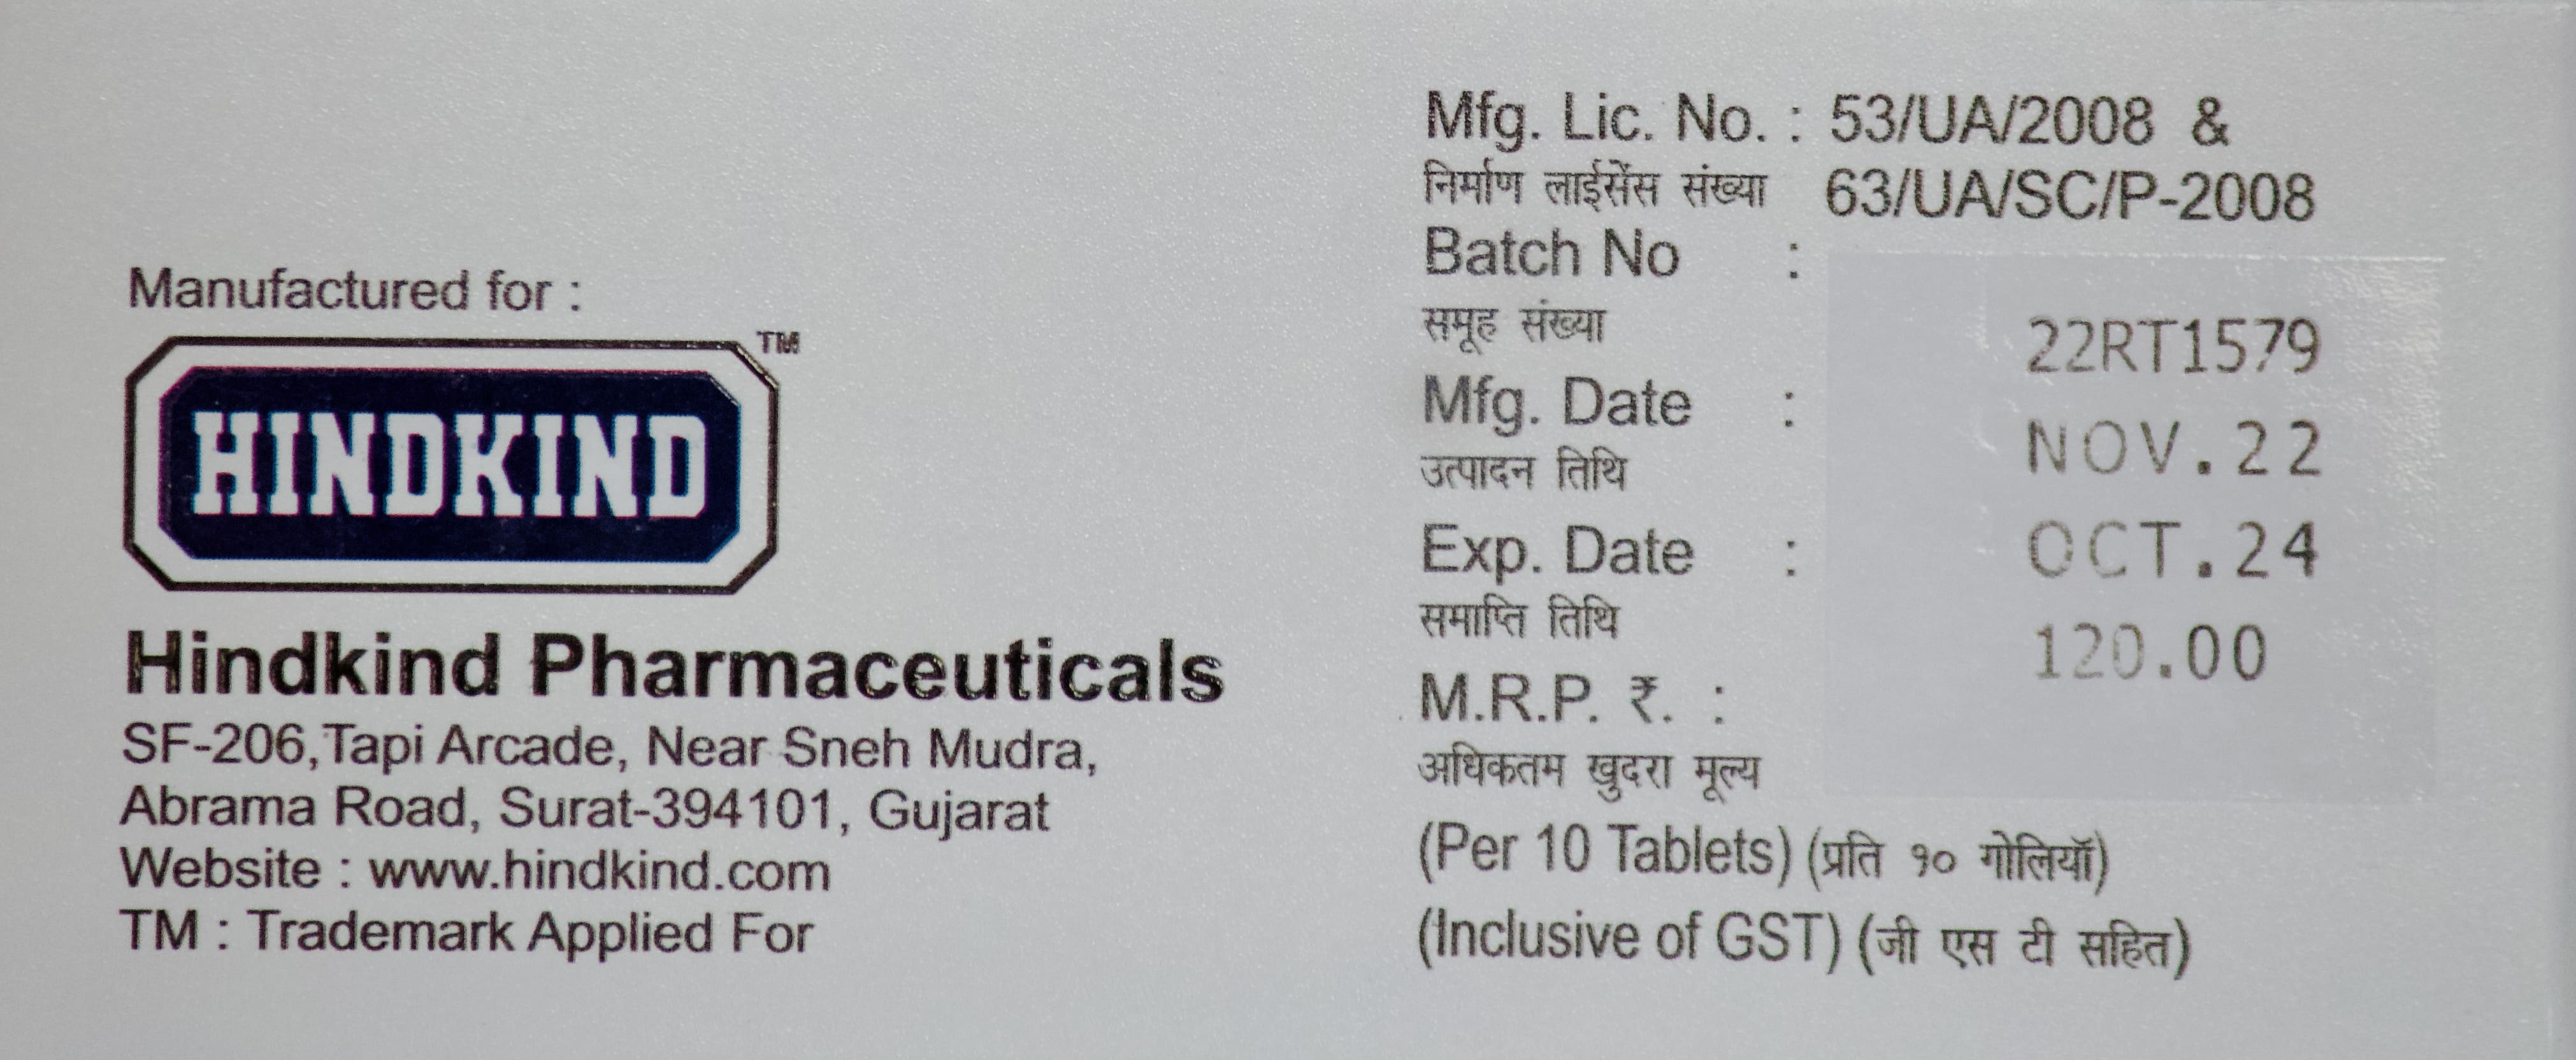 Manufactured for :
TM
HINDKIND
Hindkind Pharmaceuticals
SF-206,Tapi Arcade, Near Sneh Mudra,
Abrama Road, Surat-394101, Gujarat
Website : www.hindkind.com
TM : Trademark Applied For
Mfg. Lic. No. : 53/UA/2008 &
निर्माण लाईसेंस संख्या 63/UA/SC/P-2008
Batch No : 22RT1579
समूह संख्या
Mfg. Date : NOV.22
उत्पादन तिथि
Exp. Date : OCT.24
समाप्ति तिथि
M.R.P. ₹. : 120.00
अधिकतम खुदरा मूल्य
(Per 10 Tablets) (प्रति १० गोलियॉ)
(Inclusive of GST) (जी एस टी सहित)